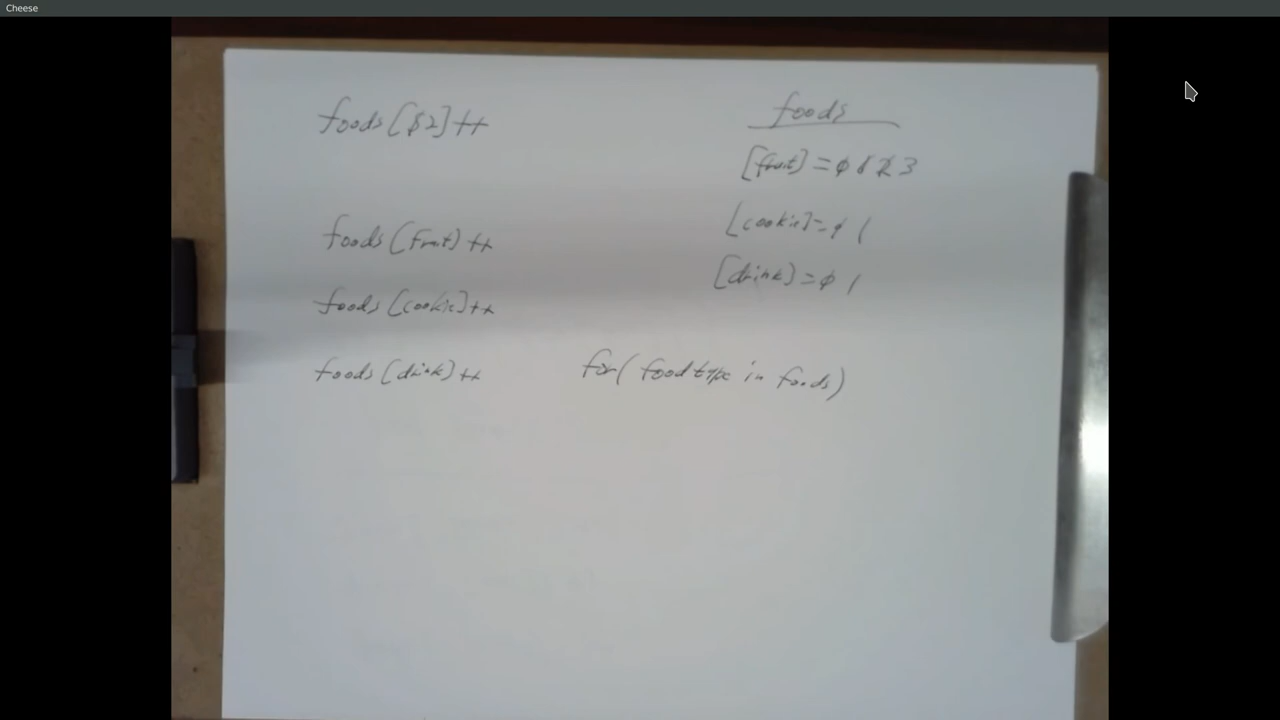 Cheese
foods[$2]++
foods
[fruit] = 0 1 2 3
foods[fruit]++
[cookie] = 0 1
[drink] = 0 1
foods[cookie]++
foods[drink]++
for( foodtype in foods)